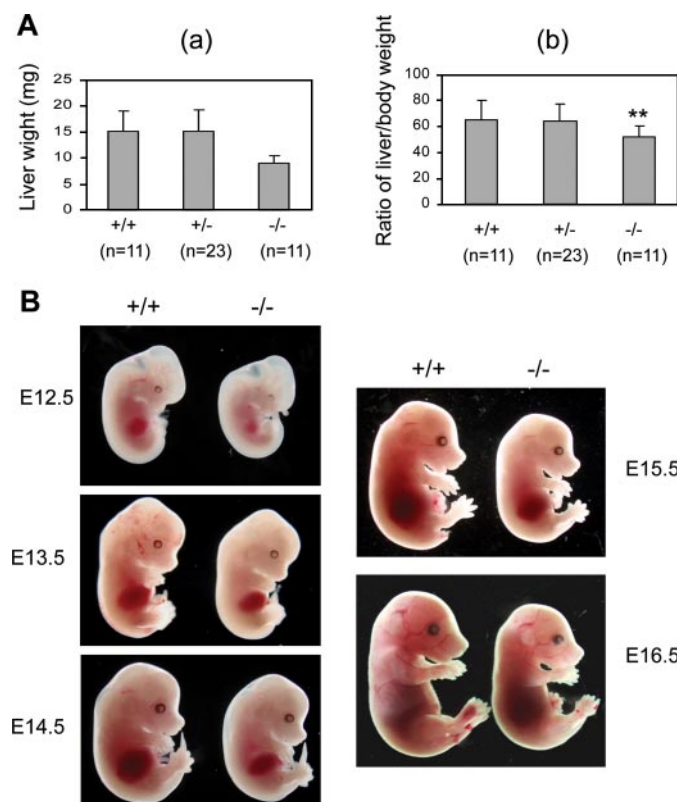 A
(a)
Liver wight (mg)
25
20
15
10
5
0
+/+
+/-
-/-
(n=11)
(n=23)
(n=11)
(b)
Ratio of liver/body weight
100
80
60
40
20
0
**
+/+
+/-
-/-
(n=11)
(n=23)
(n=11)
B
+/+
-/-
E12.5
E13.5
E14.5
+/+
-/-
E15.5
E16.5